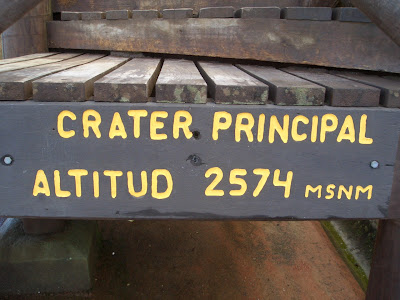 CRATER PRINCIPAL
ALTITUD 2574 MSNM